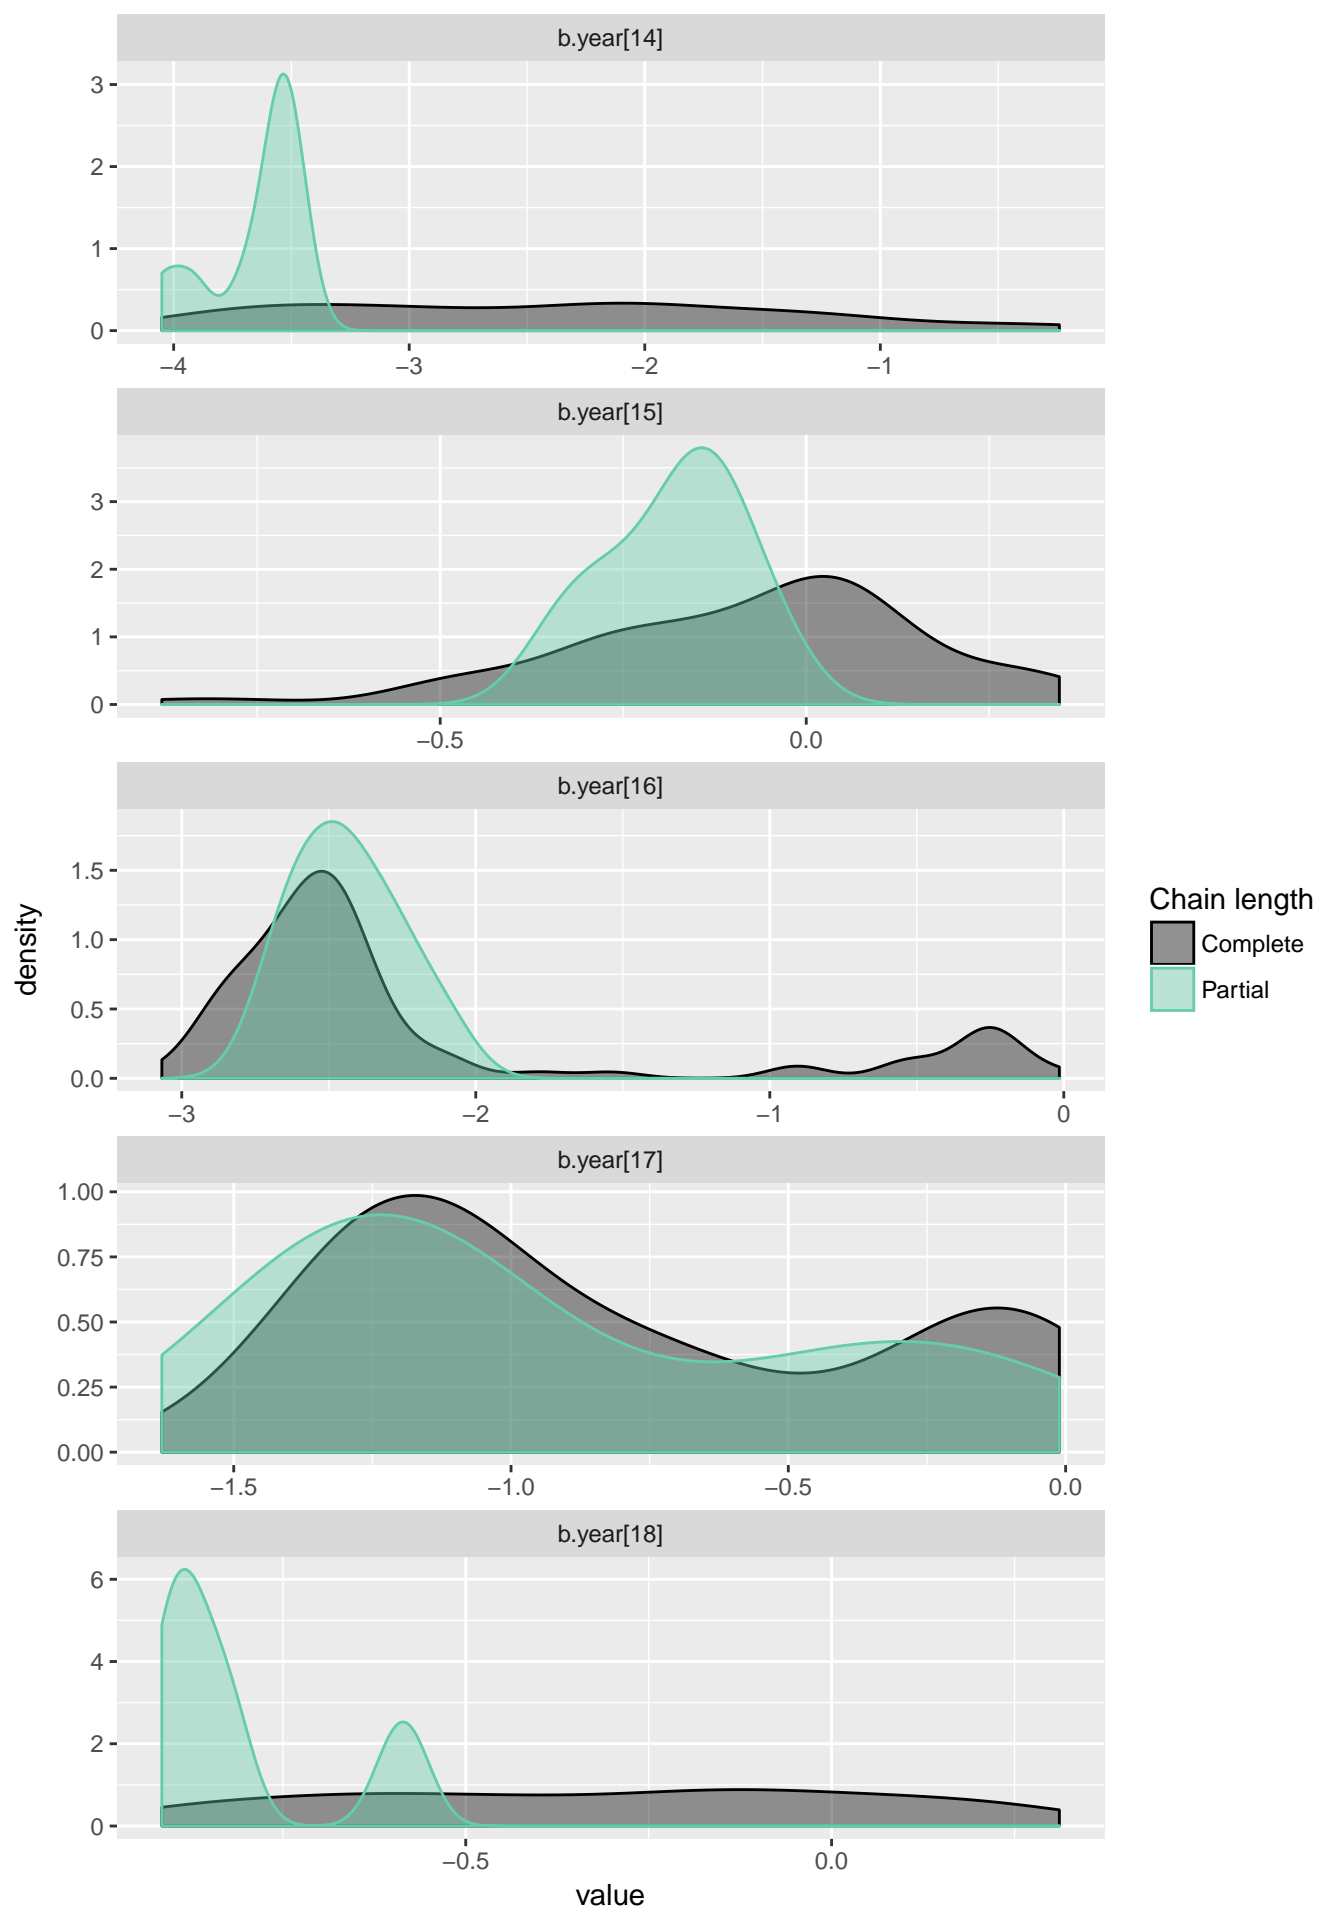 b.year[14]
3
2
1
0
−4 −3 −2 −1
b.year[15]
3
2
1
0
−0.5 0.0
b.year[16]
1.5
1.0
0.5
0.0
−3 −2 −1 0
b.year[17]
1.00
0.75
0.50
0.25
0.00
−1.5 −1.0 −0.5 0.0
b.year[18]
6
4
2
0
−0.5 0.0
value
density
Chain length
Complete
Partial